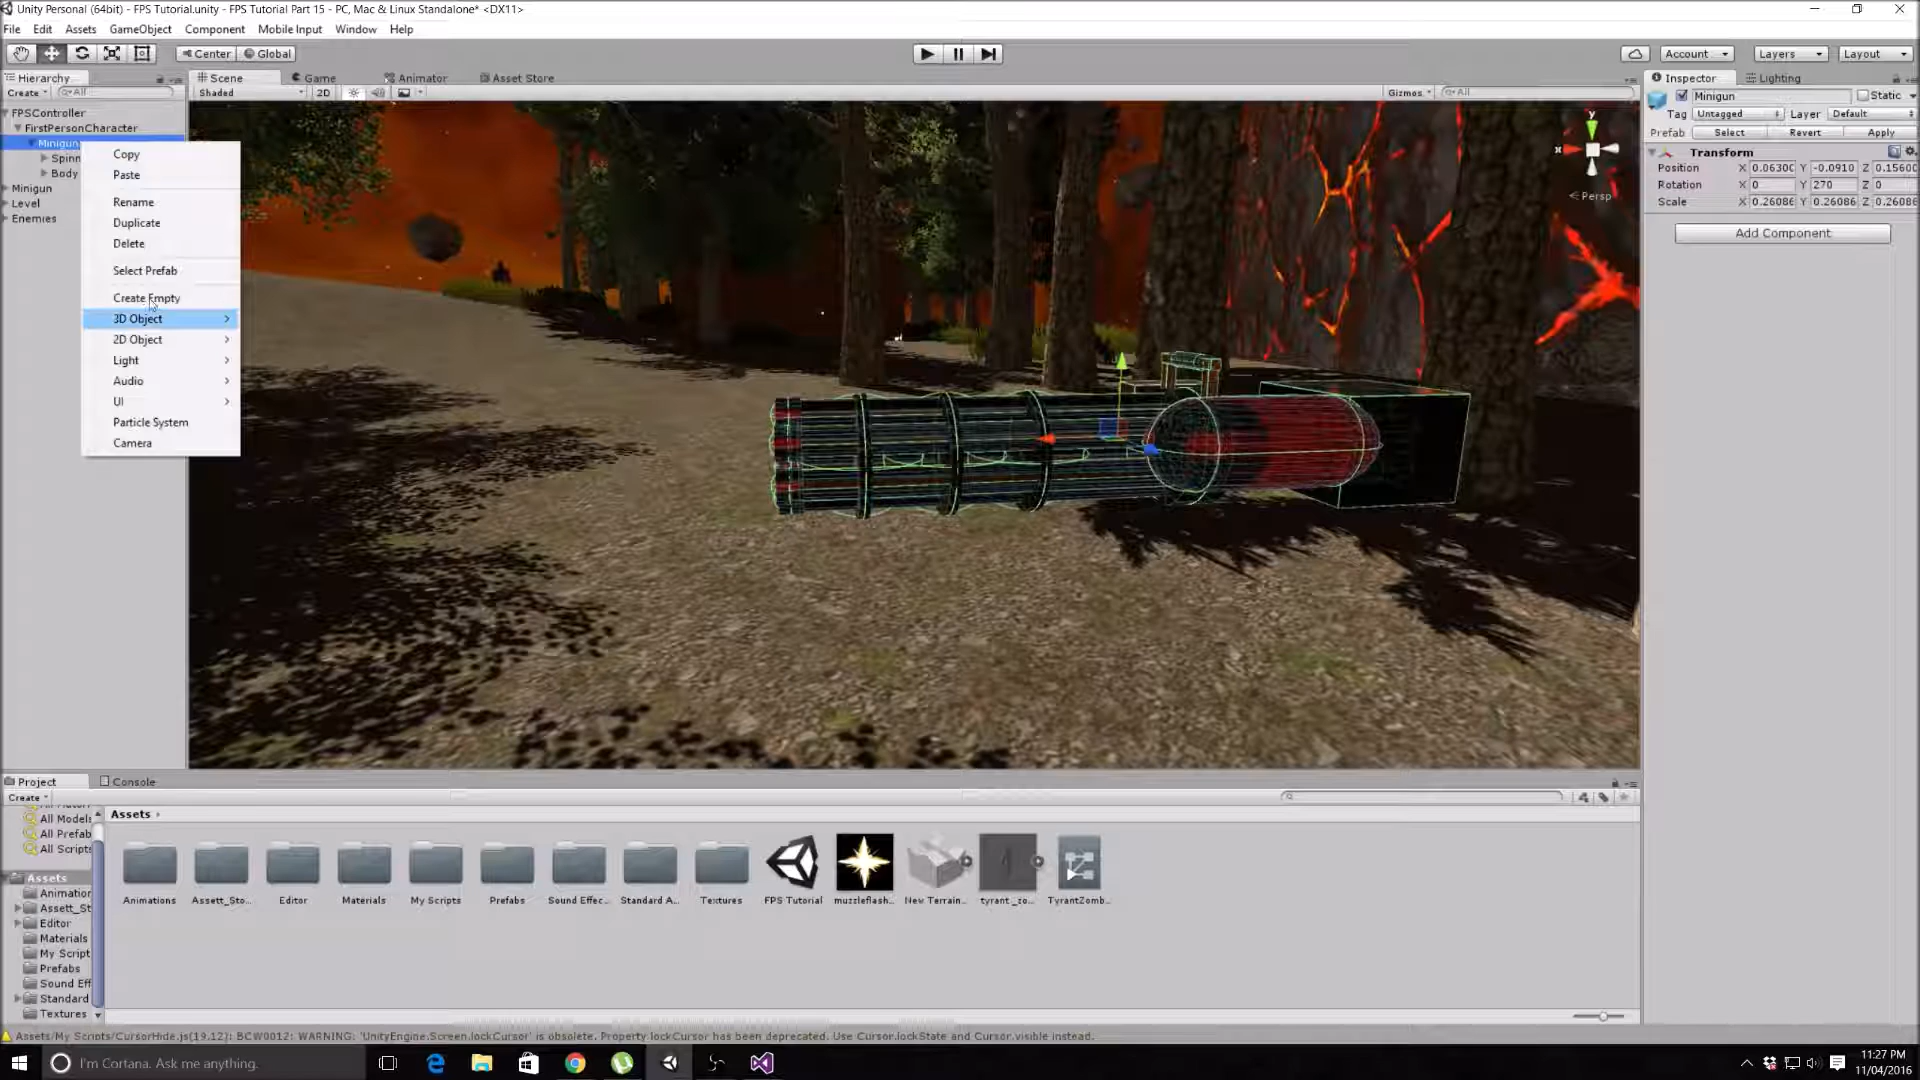 Unity Personal (64bit) - FPS Tutorial.unity - FPS Tutorial Part 15 - PC, Mac & Linux Standalone* <DX11>
File Edit Assets GameObject Component Mobile Input Window Help
Center Global Account Layers Layout
Hierarchy Scene Game Animator Asset Store Inspector Lighting
Create All Shaded 2D Gizmos All
Minigun Static
Tag Untagged Layer Default
Prefab Select Revert Apply
Transform
Position X 0.0630 Y -0.0910 Z 0.1560
Rotation X 0 Y 270 Z 0
Scale X 0.26086 Y 0.26086 Z 0.26086
Add Component
FPSController
FirstPersonCharacter
Minigun
Spinn
Body
Minigun
Level
Enemies
Copy
Paste
Rename
Duplicate
Delete
Select Prefab
Create Empty
3D Object
2D Object
Light
Audio
UI
Particle System
Camera
y
x
Persp
Project Console
Create
All Models
All Prefab
All Scripts
Assets
Animation
Assett_St
Editor
Materials
My Script
Prefabs
Sound Eff
Standard
Textures
Assets
Animations Assett_Sto... Editor Materials My Scripts Prefabs Sound Effec... Standard A... Textures FPS Tutorial muzzleflash... New Terrain... tyrant_zo... TyrantZomb...
Assets/My Scripts/CursorHide.js(19,12): BCW0012: WARNING: 'UnityEngine.Screen.lockCursor' is obsolete. Property lockCursor has been deprecated. Use Cursor.lockState and Cursor.visible instead.
I'm Cortana. Ask me anything.
11:27 PM
11/04/2016